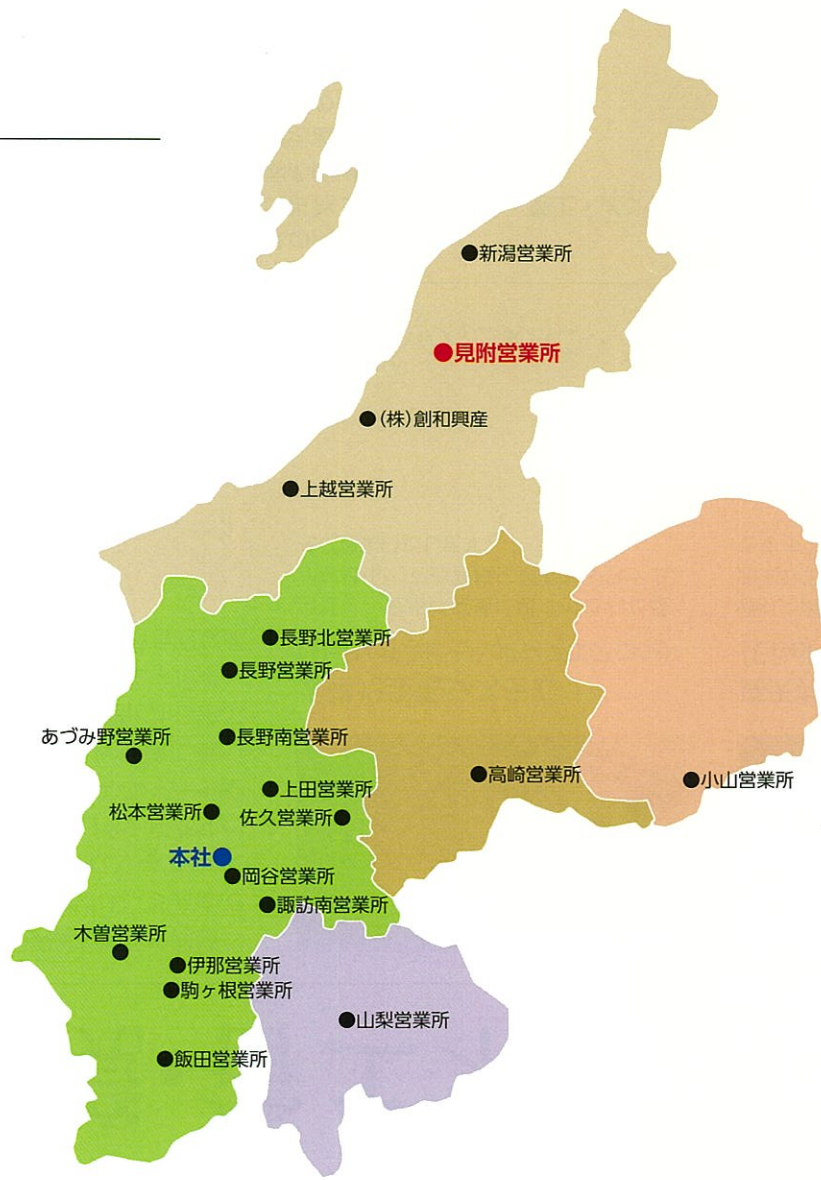 新潟営業所
見附営業所
(株)創和興産
上越営業所
長野北営業所
長野営業所
あづみ野営業所
長野南営業所
上田営業所
高崎営業所
小山営業所
松本営業所
佐久営業所
本社
岡谷営業所
諏訪南営業所
木曽営業所
伊那営業所
駒ヶ根営業所
山梨営業所
飯田営業所